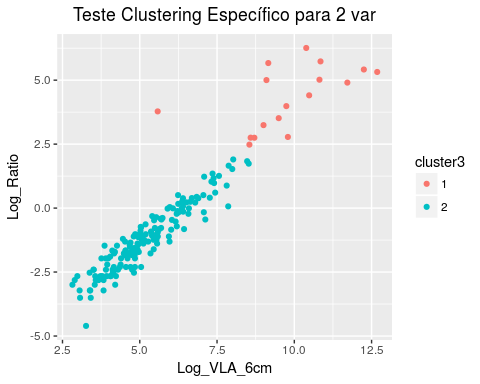 Teste Clustering Específico para 2 var
Log_Ratio
5.0
2.5
0.0
-2.5
-5.0
2.5 5.0 7.5 10.0 12.5
Log_VLA_6cm
cluster3
1
2